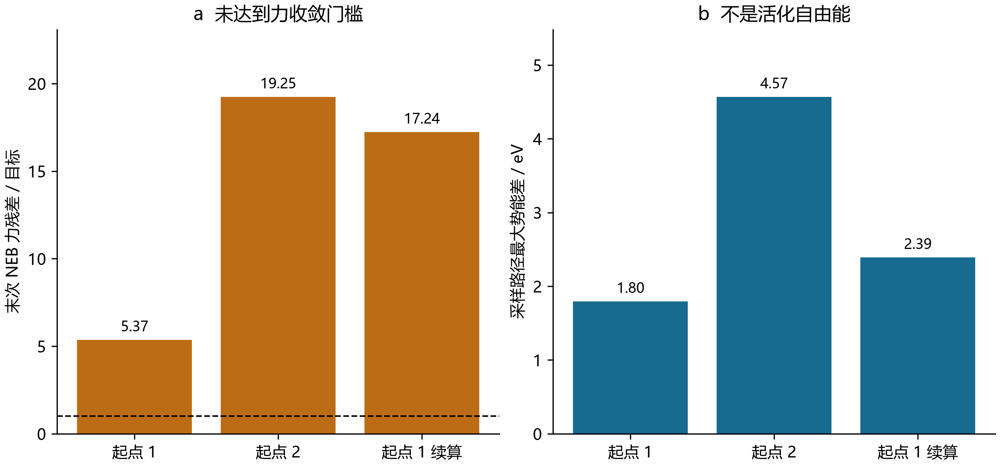 a 未达到力收敛门槛
末次 NEB 力残差 / 目标
20
15
10
5
0
5.37
19.25
17.24
起点 1
起点 2
起点 1 续算
b 不是活化自由能
采样路径最大势能差 / eV
5
4
3
2
1
0
1.80
4.57
2.39
起点 1
起点 2
起点 1 续算